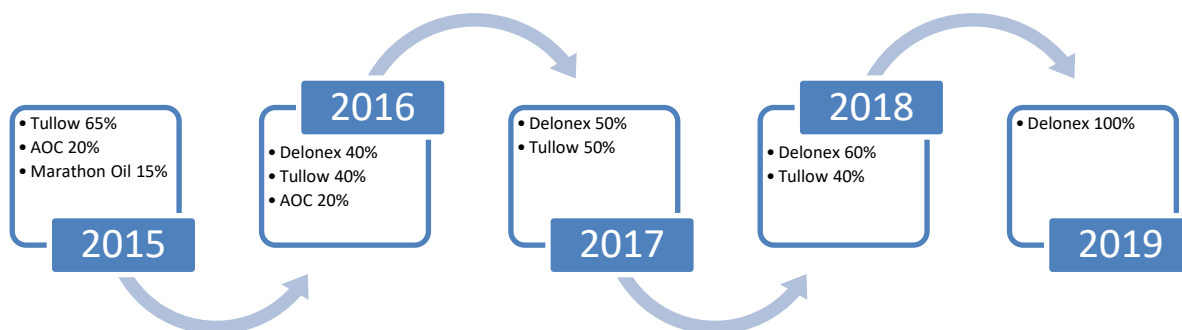 • Tullow 65%
• AOC 20%
• Marathon Oil 15%
2015
2016
• Delonex 40%
• Tullow 40%
• AOC 20%
• Delonex 50%
• Tullow 50%
2017
2018
• Delonex 60%
• Tullow 40%
• Delonex 100%
2019